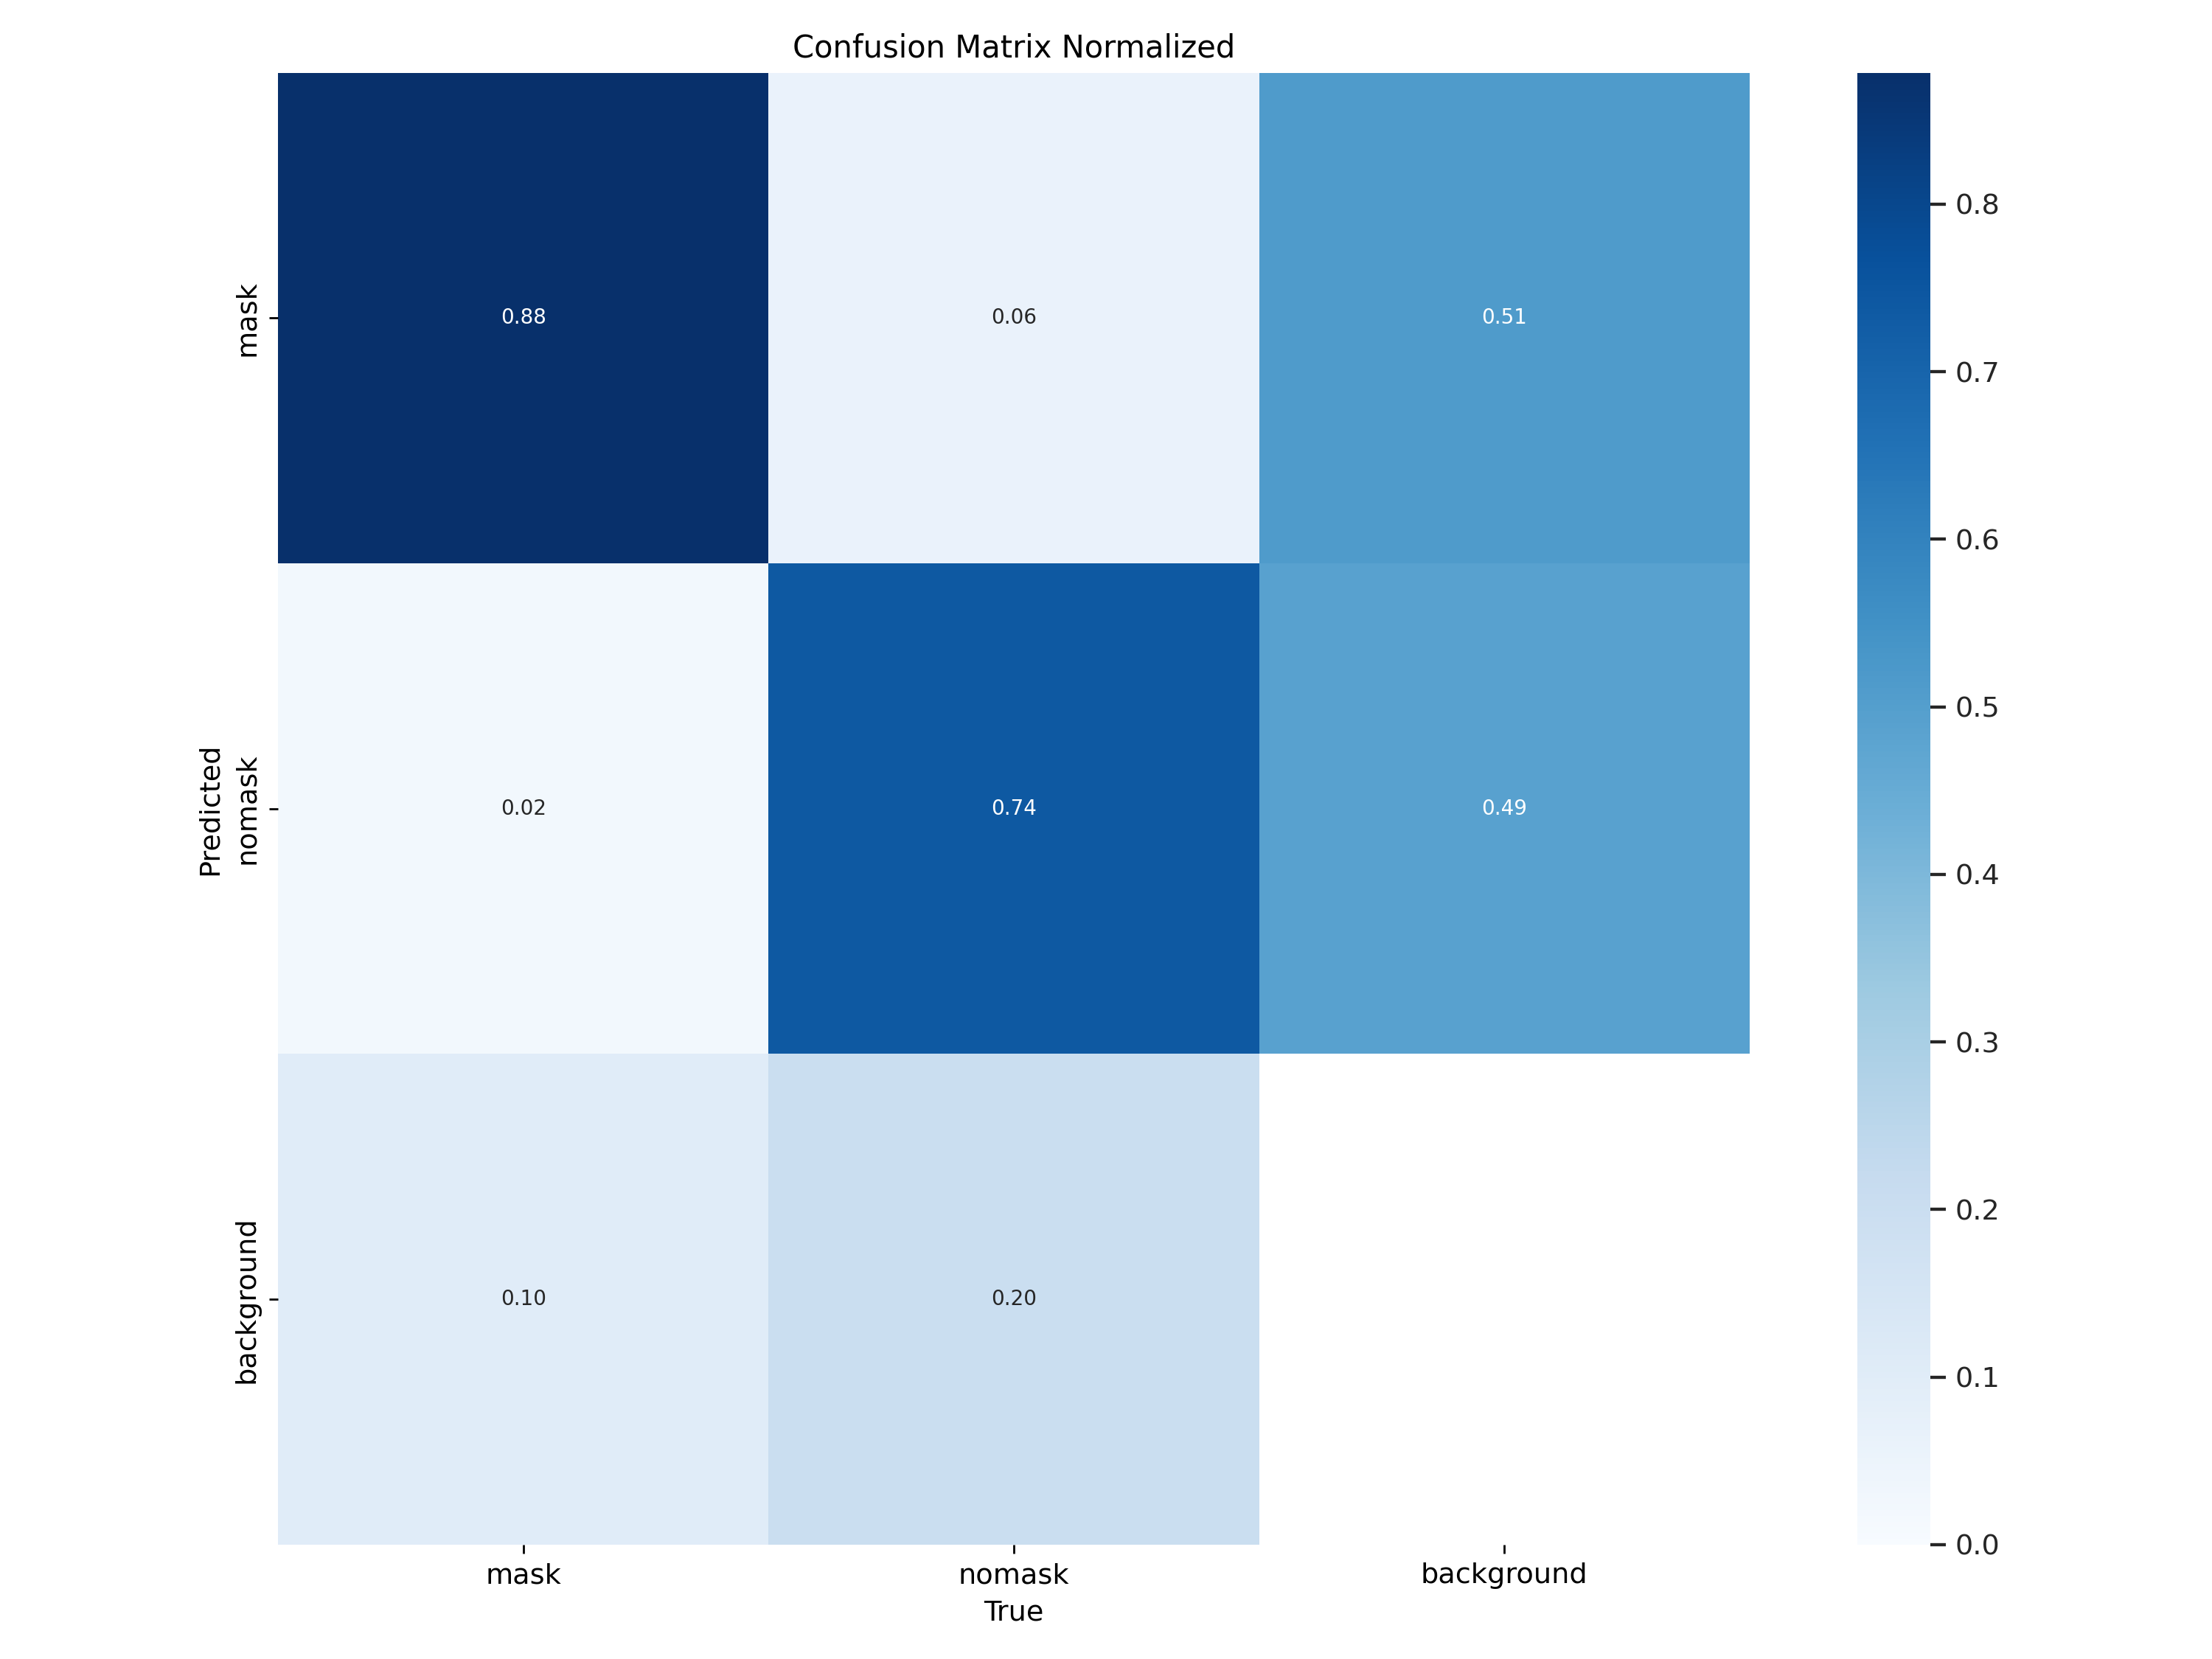 Confusion Matrix Normalized
mask
0.88
0.06
0.51
Predicted
nomask
0.02
0.74
0.49
background
0.10
0.20
mask
nomask
background
True
0.8
0.7
0.6
0.5
0.4
0.3
0.2
0.1
0.0